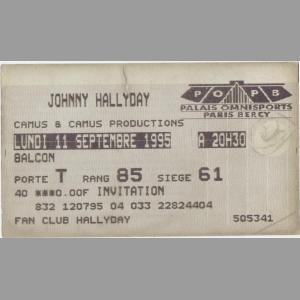 JOHNNY HALLYDAY
POPB
PALAIS OMNISPORTS
PARIS BERCY
CAMUS & CAMUS PRODUCTIONS
LUNDI 11 SEPTEMBRE 1995 A 20H30
BALCON
PORTE T RANG 85 SIEGE 61
40 ***0.00F INVITATION
832 120795 04 033 22824404
FAN CLUB HALLYDAY 505341